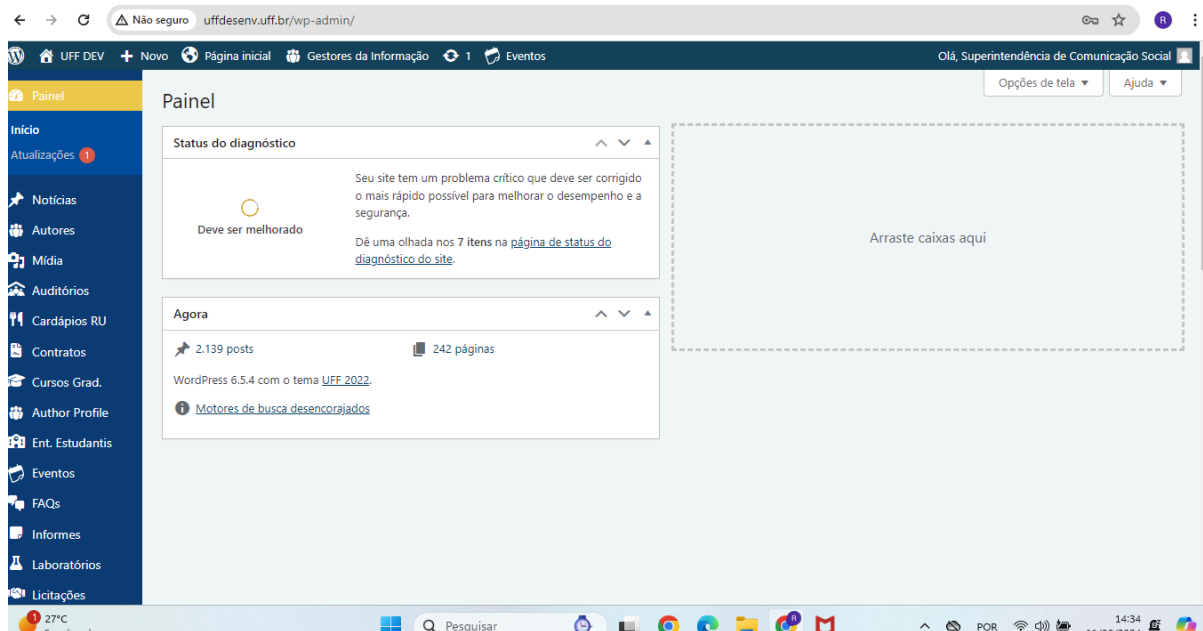 Não seguro
uffdesenv.uff.br/wp-admin/
R
UFF DEV
Novo
Página inicial
Gestores da Informação
1
Eventos
Olá, Superintendência de Comunicação Social
Painel
Início
Atualizações 1
Notícias
Autores
Mídia
Auditórios
Cardápios RU
Contratos
Cursos Grad.
Author Profile
Ent. Estudantis
Eventos
FAQs
Informes
Laboratórios
Licitações
Opções de tela
Ajuda
Painel
Status do diagnóstico
Deve ser melhorado
Seu site tem um problema crítico que deve ser corrigido
o mais rápido possível para melhorar o desempenho e a
segurança.
Dê uma olhada nos 7 itens na página de status do
diagnóstico do site.
Agora
2.139 posts
242 páginas
WordPress 6.5.4 com o tema UFF 2022.
Motores de busca desencorajados
Arraste caixas aqui
1
27°C
Pesquisar
R
POR
14:34